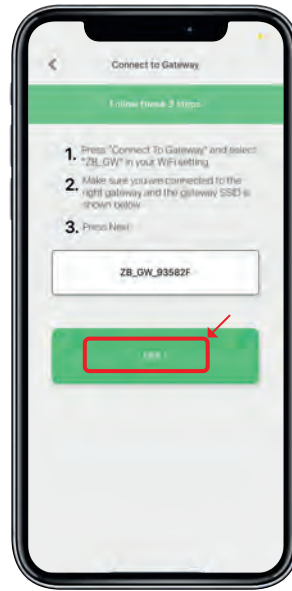 Connect to Gateway
Follow these 3 steps
1. Press "Connect To Gateway" and select
"ZB_GW" in your WiFi setting
2. Make sure you are connected to the
right gateway and the gateway SSID is
shown below
3. Press Next
ZB_GW_93582F